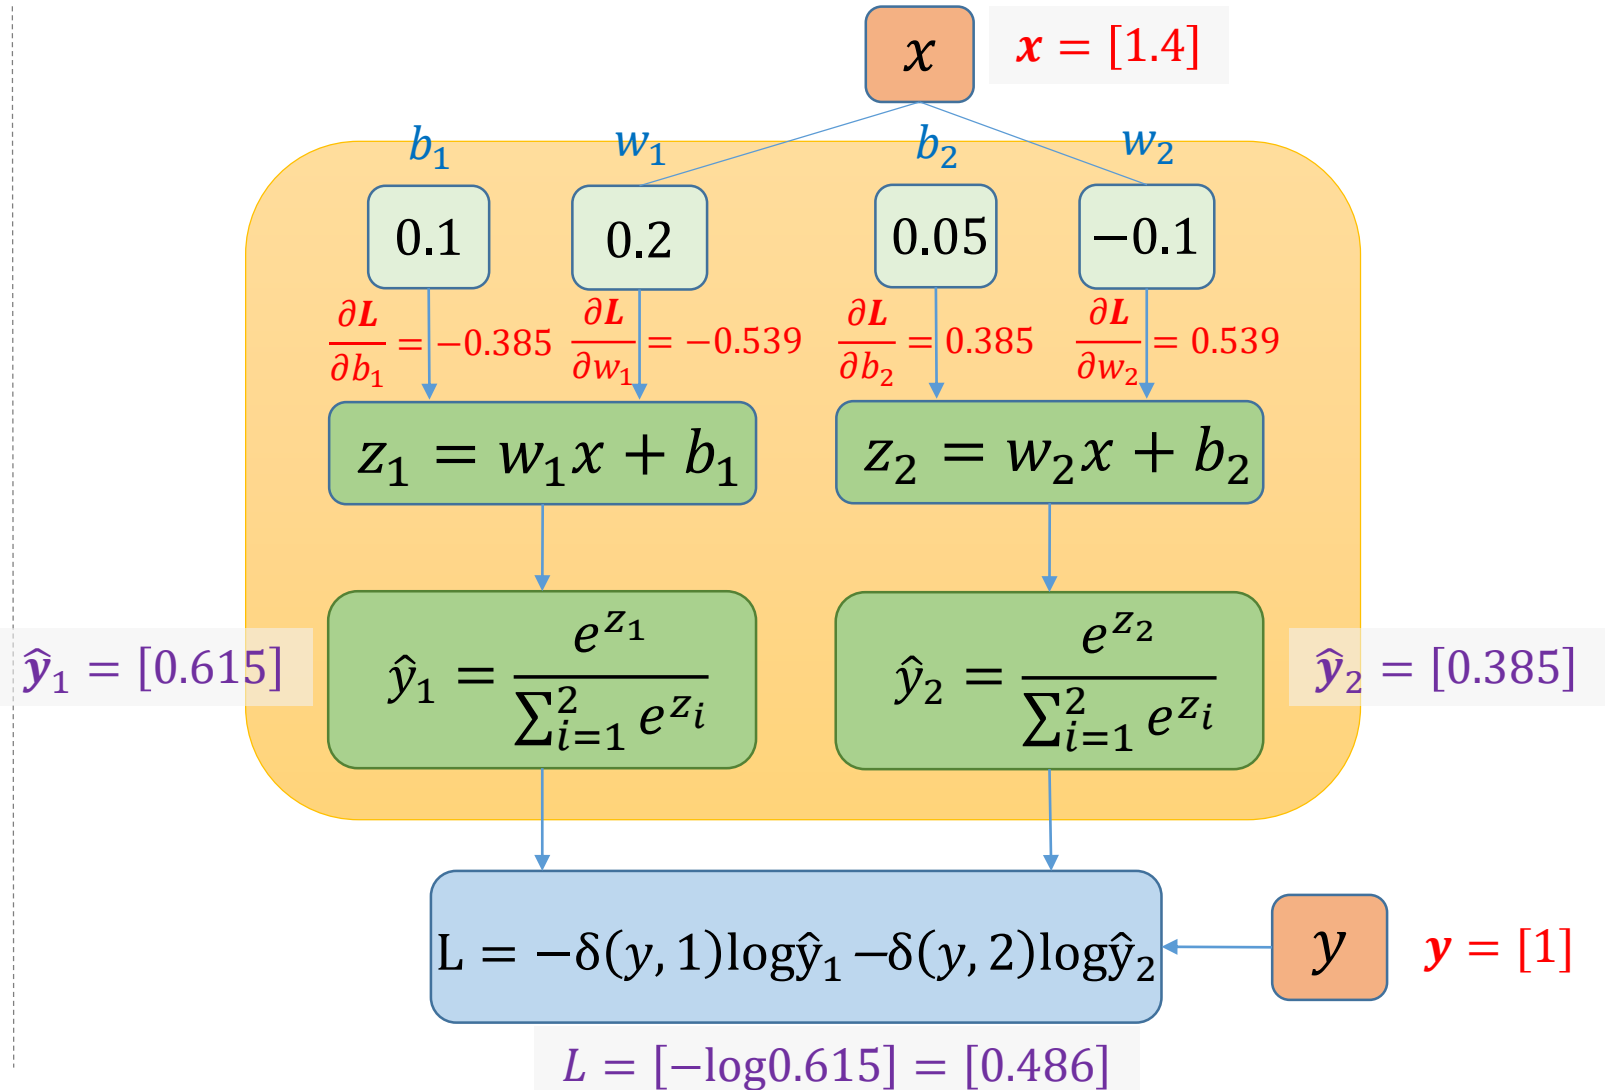 x
x = [1.4]
b₁ w₁ b₂ w₂
0.1 0.2 0.05 −0.1
∂L/∂b₁ = −0.385 ∂L/∂w₁ = −0.539 ∂L/∂b₂ = 0.385 ∂L/∂w₂ = 0.539
z₁ = w₁x + b₁ z₂ = w₂x + b₂
ŷ₁ = [0.615]
ŷ₁ = e^{z₁} / ∑_{i=1}^{2} e^{z_i}
ŷ₂ = e^{z₂} / ∑_{i=1}^{2} e^{z_i}
ŷ₂ = [0.385]
L = −δ(y, 1)logŷ₁ −δ(y, 2)logŷ₂
y
y = [1]
L = [−log0.615] = [0.486]